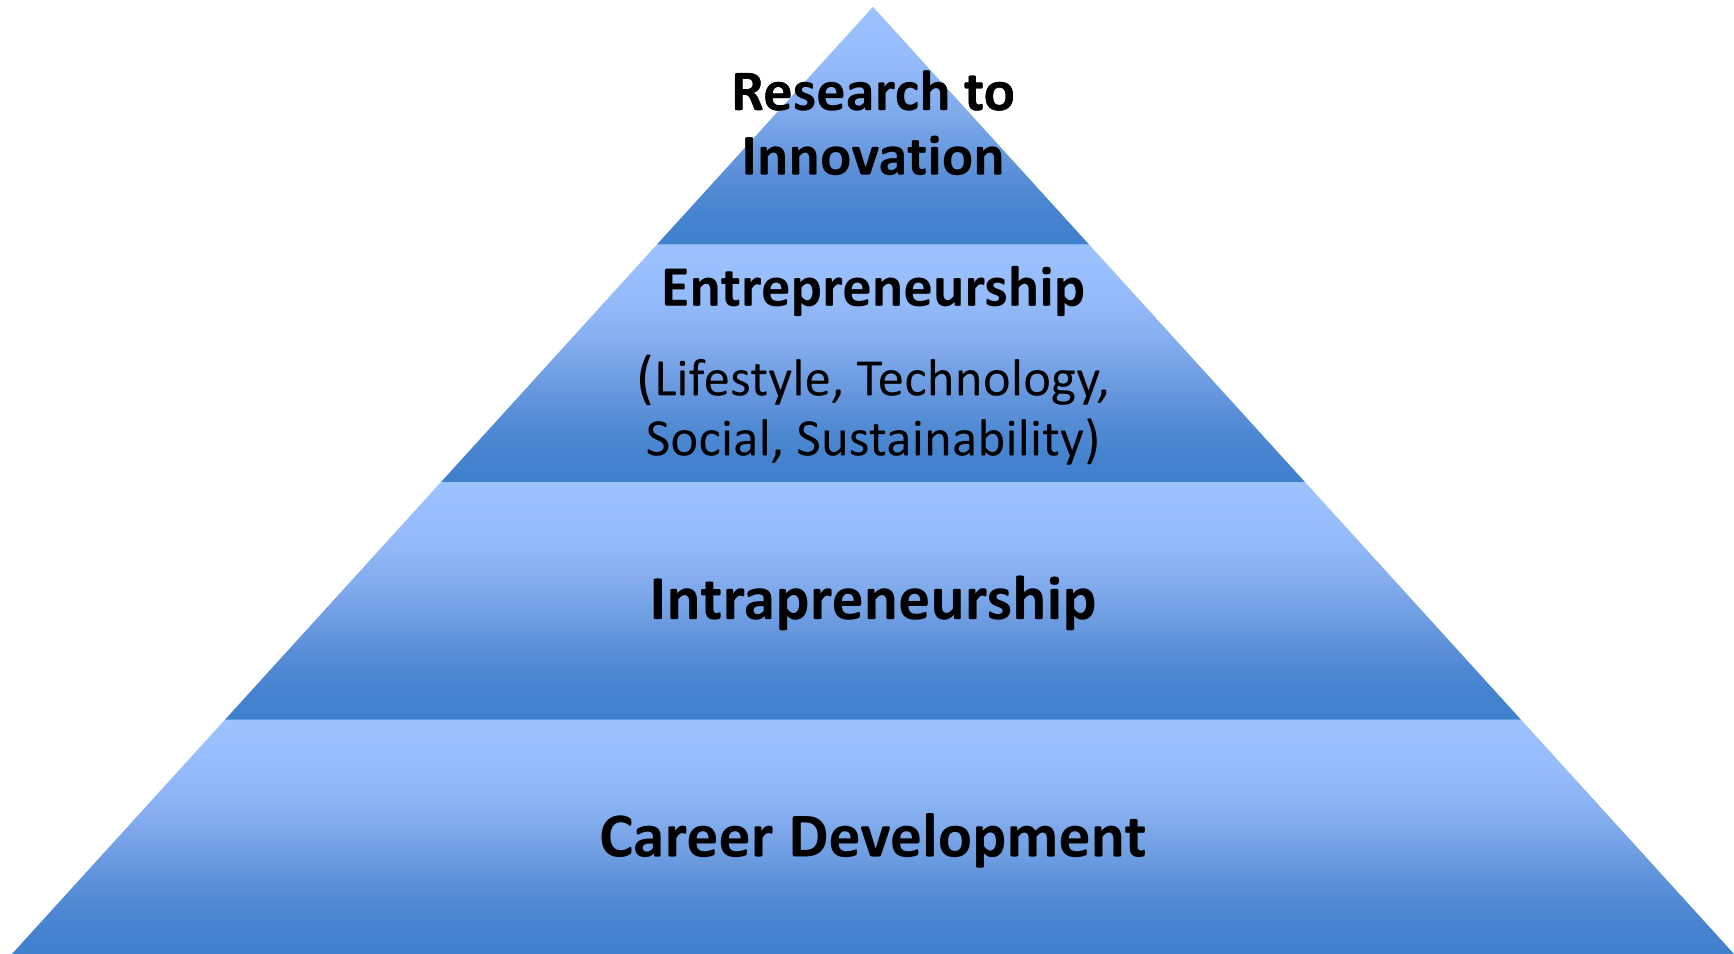 Research to
Innovation
Entrepreneurship
(Lifestyle, Technology,
Social, Sustainability)
Intrapreneurship
Career Development